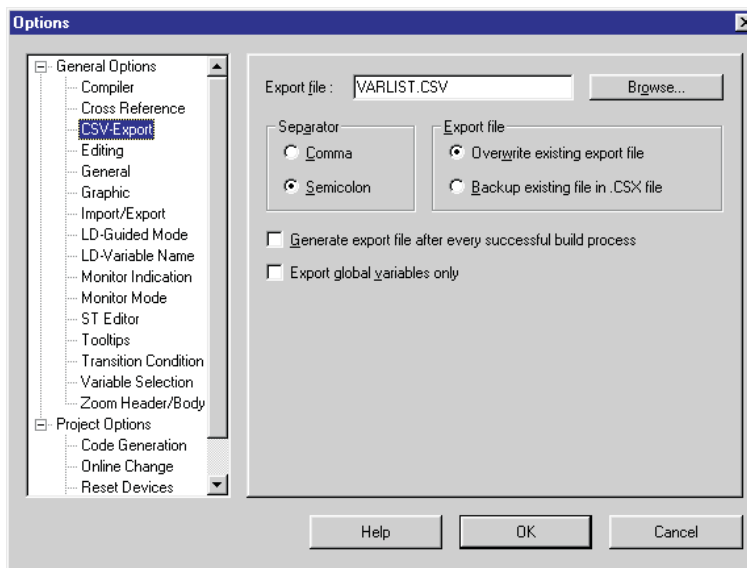 Options
General Options
Compiler
Cross Reference
CSV-Export
Editing
General
Graphic
Import/Export
LD-Guided Mode
LD-Variable Name
Monitor Indication
Monitor Mode
ST Editor
Tooltips
Transition Condition
Variable Selection
Zoom Header/Body
Project Options
Code Generation
Online Change
Reset Devices
Export file :
VARLIST.CSV
Browse...
Separator
Comma
Semicolon
Export file
Overwrite existing export file
Backup existing file in .CSX file
Generate export file after every successful build process
Export global variables only
Help
OK
Cancel